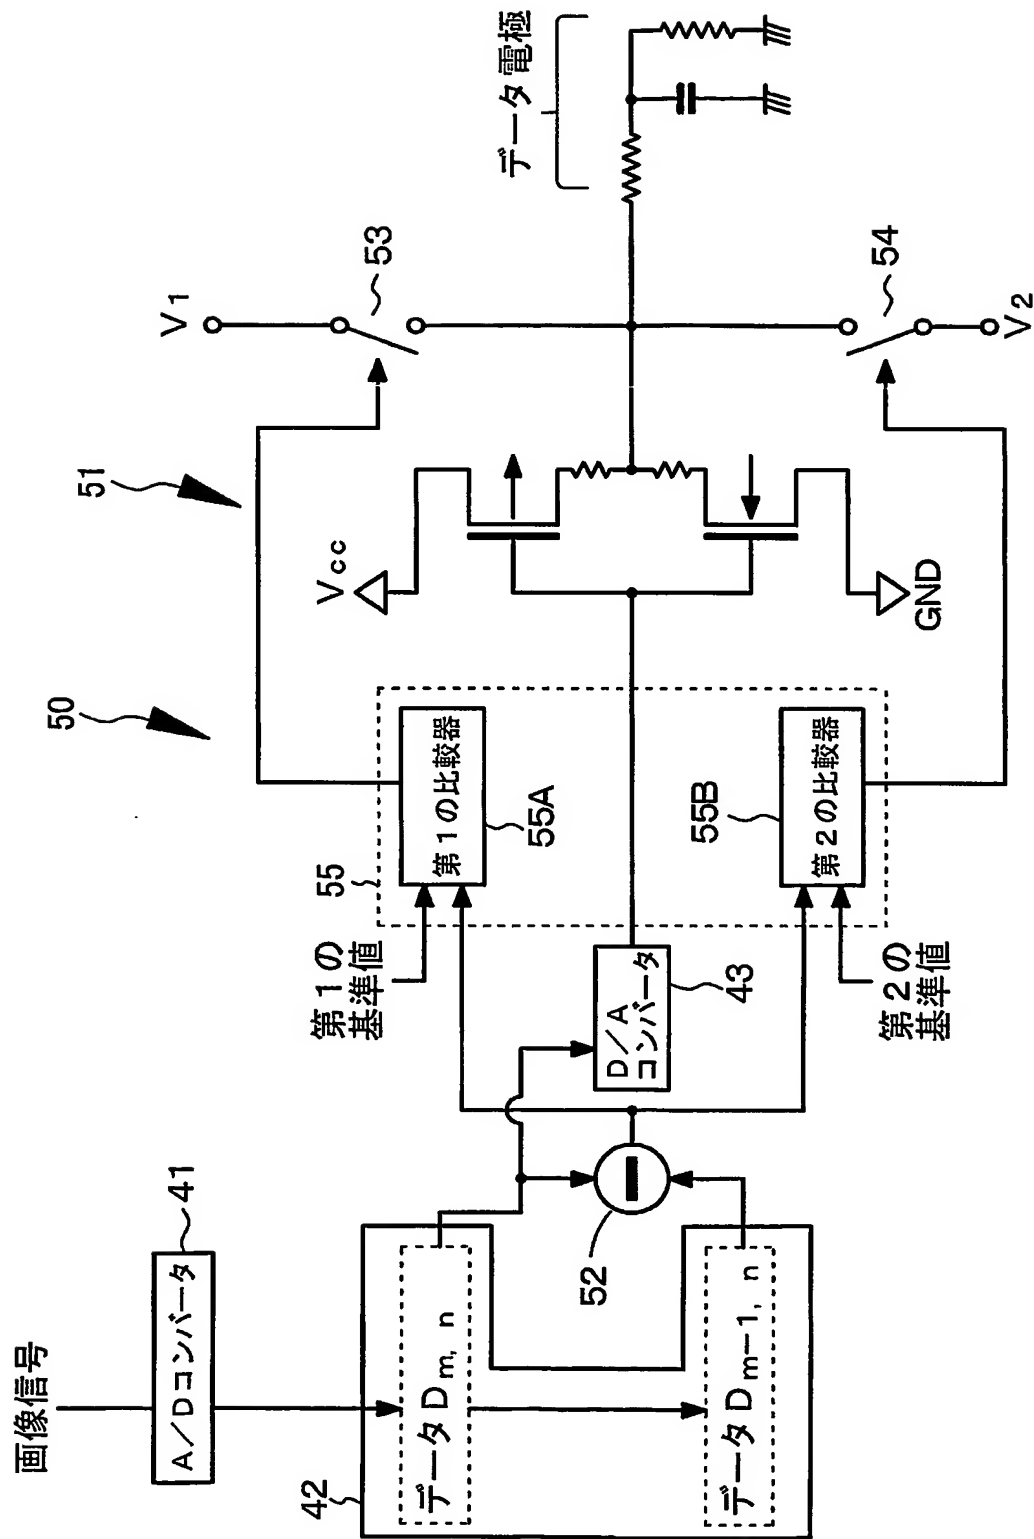 画像信号
A/Dコンバータ
41
42
データ Dm, n
データ Dm−1, n
52
D/A
コンバータ
43
第1の
基準値
第2の
基準値
55
第1の比較器
55A
第2の比較器
55B
50
51
Vcc
GND
V1
53
54
V2
データ電極